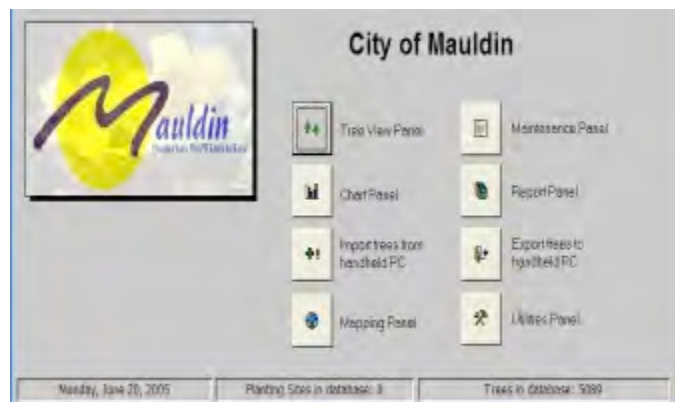 City of Mauldin
Mauldin
Tree View Panel
Maintenance Panel
Chart Panel
Report Panel
Import trees from
handheld PC
Export trees to
handheld PC
Mapping Panel
Utilities Panel
Monday, June 20, 2005
Planting Sites in database:
Trees in database: 5089